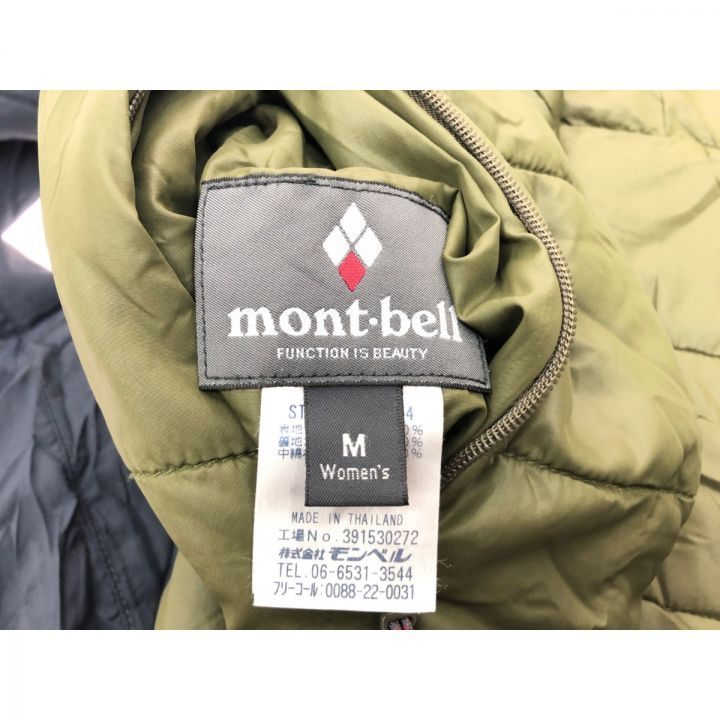 mont·bell
FUNCTION IS BEAUTY
M
Women's
MADE IN THAILAND
工場No.391530272
株式会社 モンベル
TEL.06-6531-3544
フリーコール:0088-22-0031